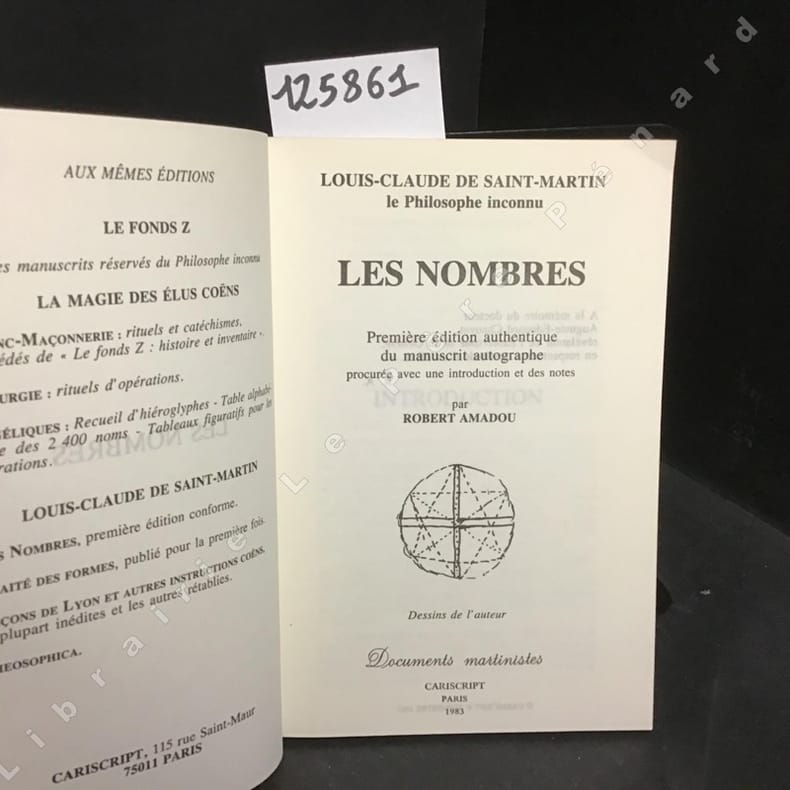 125861
AUX MÊMES ÉDITIONS
LE FONDS Z
es manuscrits réservés du Philosophe inconnu
LA MAGIE DES ÉLUS COËNS
NC-MAÇONNERIE : rituels et catéchismes.
édés de « Le fonds Z : histoire et inventaire ».
URGIE : rituels d'opérations.
ÉLIQUES : Recueil d'hiéroglyphes - Table alphabé-
e des 2 400 noms - Tableaux figuratifs pour les
rations.
LOUIS-CLAUDE DE SAINT-MARTIN
s NOMBRES, première édition conforme.
AITÉ DES FORMES, publié pour la première fois.
ÇONS DE LYON ET AUTRES INSTRUCTIONS COËNS,
plupart inédites et les autres rétablies.
HEOSOPHICA.
CARISCRIPT, 115 rue Saint-Maur
75011 PARIS
LOUIS-CLAUDE DE SAINT-MARTIN
le Philosophe inconnu
LES NOMBRES
Première édition authentique
du manuscrit autographe
procurée avec une introduction et des notes
par
ROBERT AMADOU
Dessins de l'auteur
Documents martinistes
CARISCRIPT
PARIS
1983
Librairie Le Père Pénard